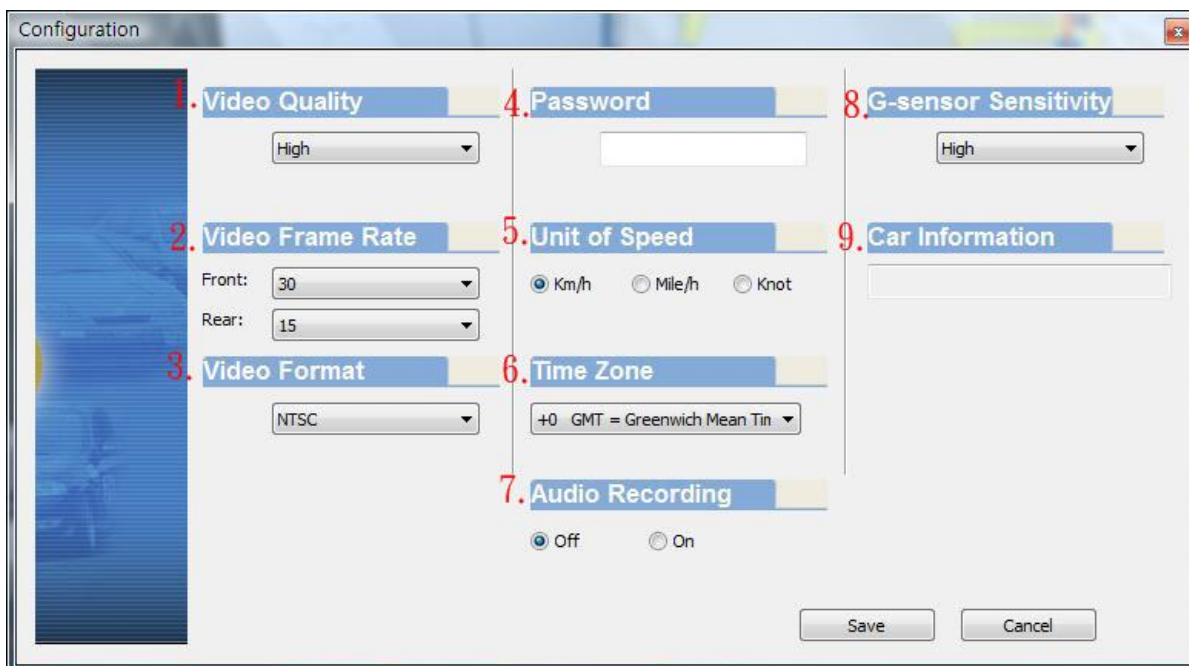 Configuration
x
1. Video Quality
High
2. Video Frame Rate
Front: 30
Rear: 15
3. Video Format
NTSC
4. Password
5. Unit of Speed
Km/h Mile/h Knot
6. Time Zone
+0 GMT = Greenwich Mean Tin
7. Audio Recording
Off On
8. G-sensor Sensitivity
High
9. Car Information
Save Cancel